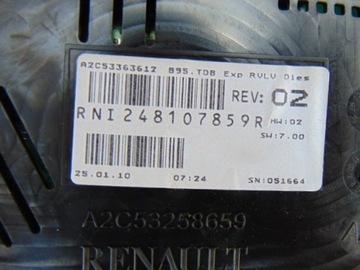 A2C53363612 B95.TDB Exp RVLV Dies
REV: 02
RNI248107859R HW:02
SW:7.00
25.01.10 07:24 SN:051664
A2C53258659
RENAULT